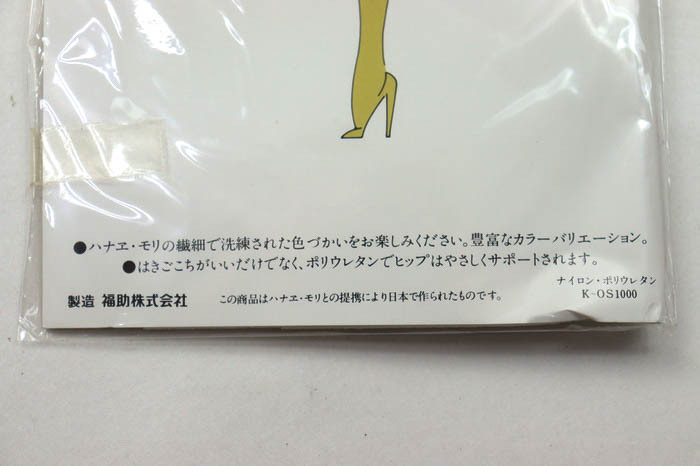 ●ハナヱ・モリの繊細で洗練された色づかいをお楽しみください。豊富なカラーバリエーション。
●はきごこちがいいだけでなく、ポリウレタンでヒップはやさしくサポートされます。
ナイロン・ポリウレタン
製造 福助株式会社 この商品はハナヱ・モリとの提携により日本で作られたものです。 K-OS1000